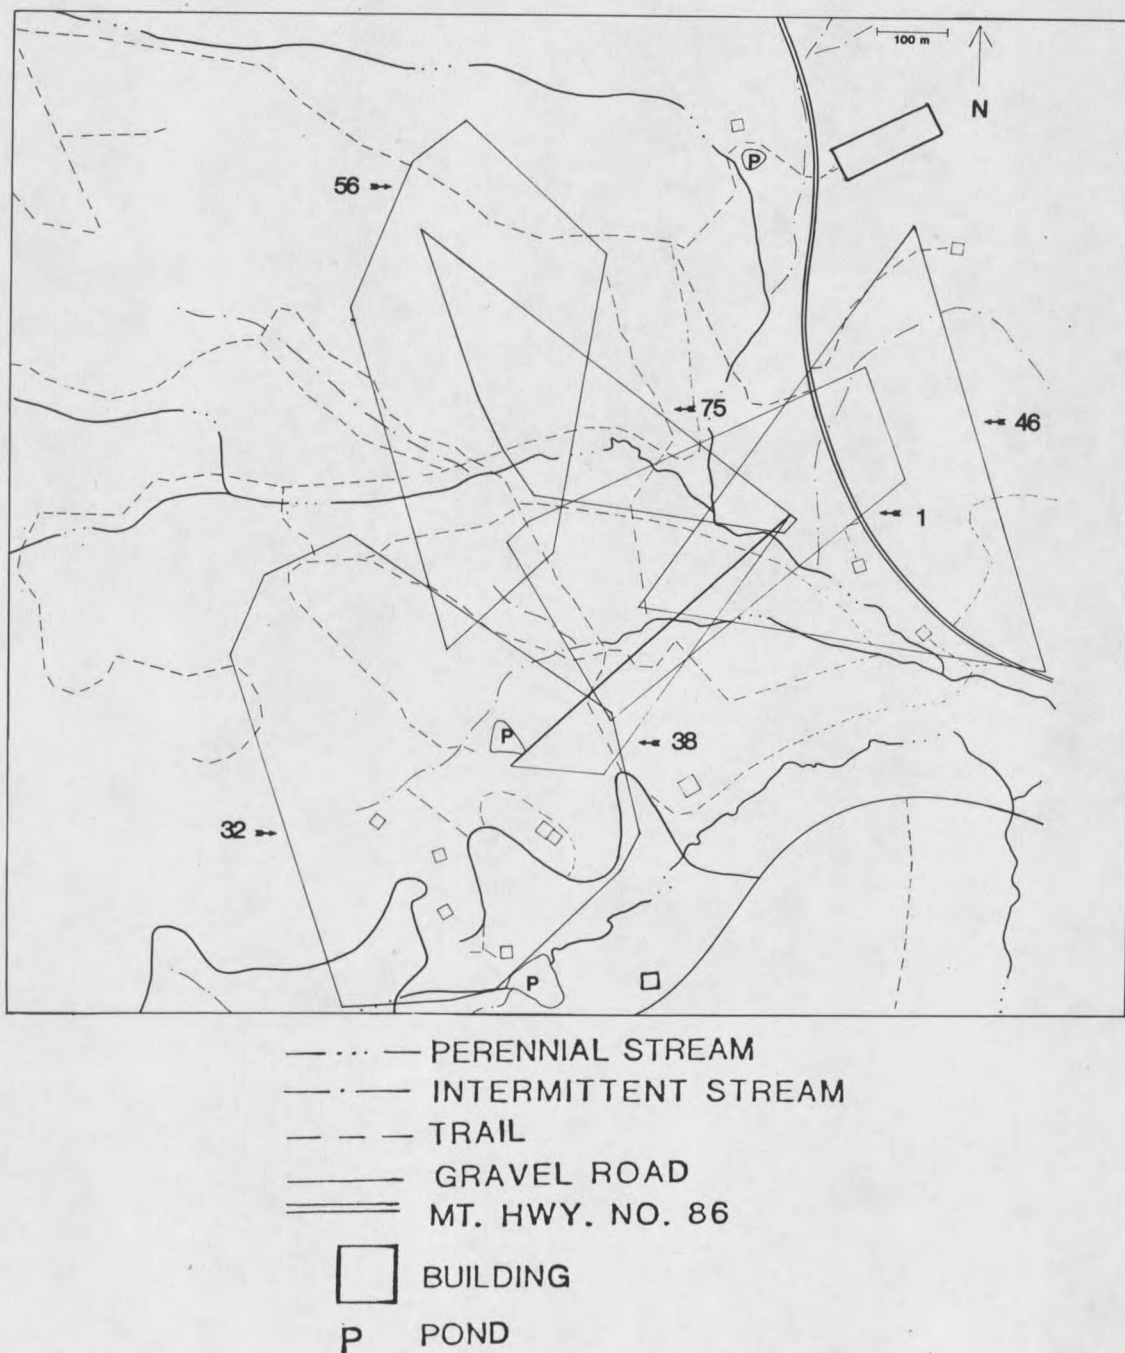 100 m
N
P
56
75
46
1
P
38
32
P
PERENNIAL STREAM
INTERMITTENT STREAM
TRAIL
GRAVEL ROAD
MT. HWY. NO. 86
BUILDING
P POND